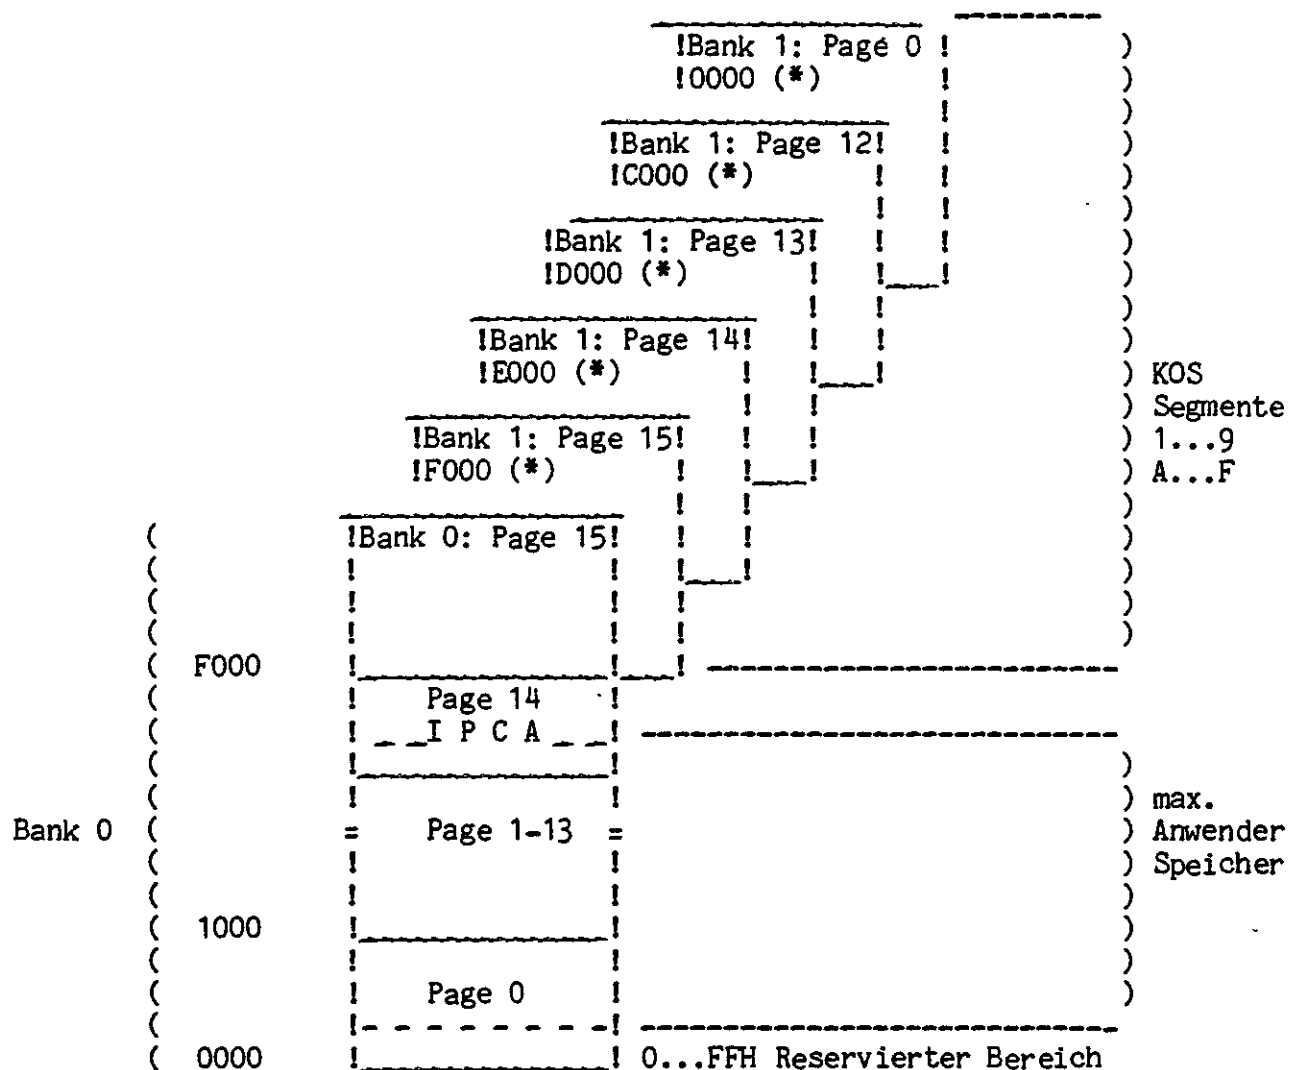 !Bank 1: Page 0 !
!0000 (*)
!Bank 1: Page 12!
!C000 (*)
!Bank 1: Page 13!
!D000 (*)
!Bank 1: Page 14!
!E000 (*)
KOS
Segmente
!Bank 1: Page 15!
1...9
!F000 (*)
A...F
!Bank 0: Page 15!
F000
Page 14
I P C A
max.
Bank 0 = Page 1-13 = Anwender
Speicher
1000
Page 0
0000 0...FFH Reservierter Bereich